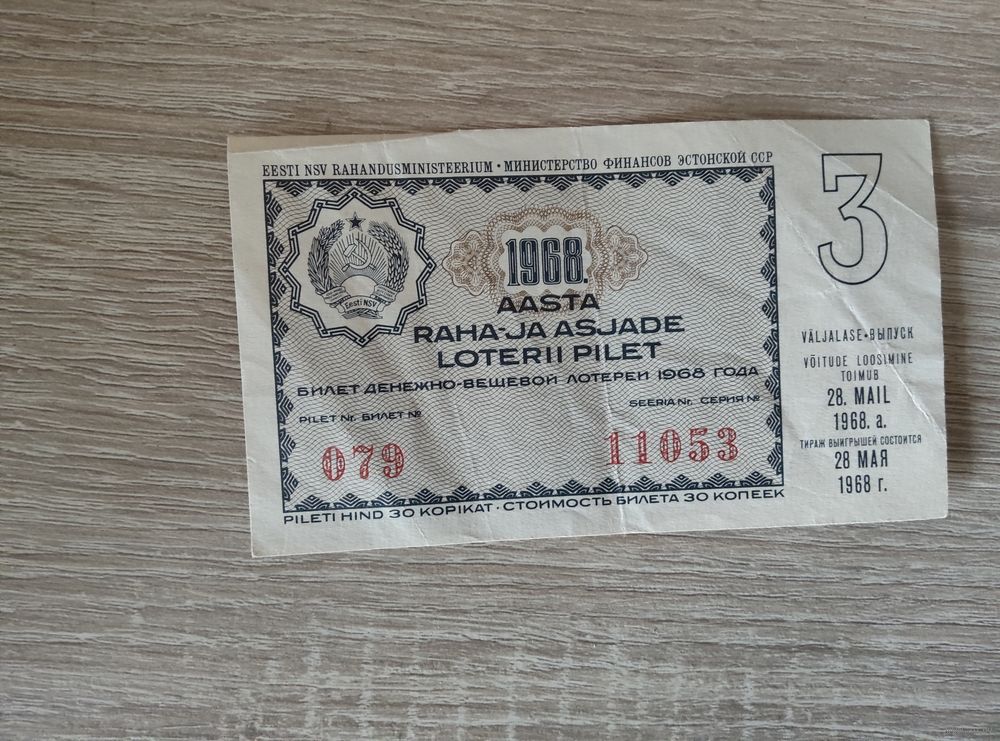 EESTI NSV RAHANDUSMINISTEERIUM · МИНИСТЕРСТВО ФИНАНСОВ ЭСТОНСКОЙ ССР
Eesti NSV
1968.
AASTA
RAHA-JA ASJADE
LOTERII PILET
БИЛЕТ ДЕНЕЖНО-ВЕЩЕВОЙ ЛОТЕРЕИ 1968 ГОДА
PILET Nr. БИЛЕТ №
SEERIA Nr. СЕРИЯ №
079
11053
PILETI HIND 30 KOPIKAT · СТОИМОСТЬ БИЛЕТА 30 КОПЕЕК
3
VÄLJALASE · ВЫПУСК
VÕITUDE LOOSIMINE
TOIMUB
28. MAIL
1968. a.
ТИРАЖ ВЫИГРЫШЕЙ СОСТОИТСЯ
28 МАЯ
1968 г.